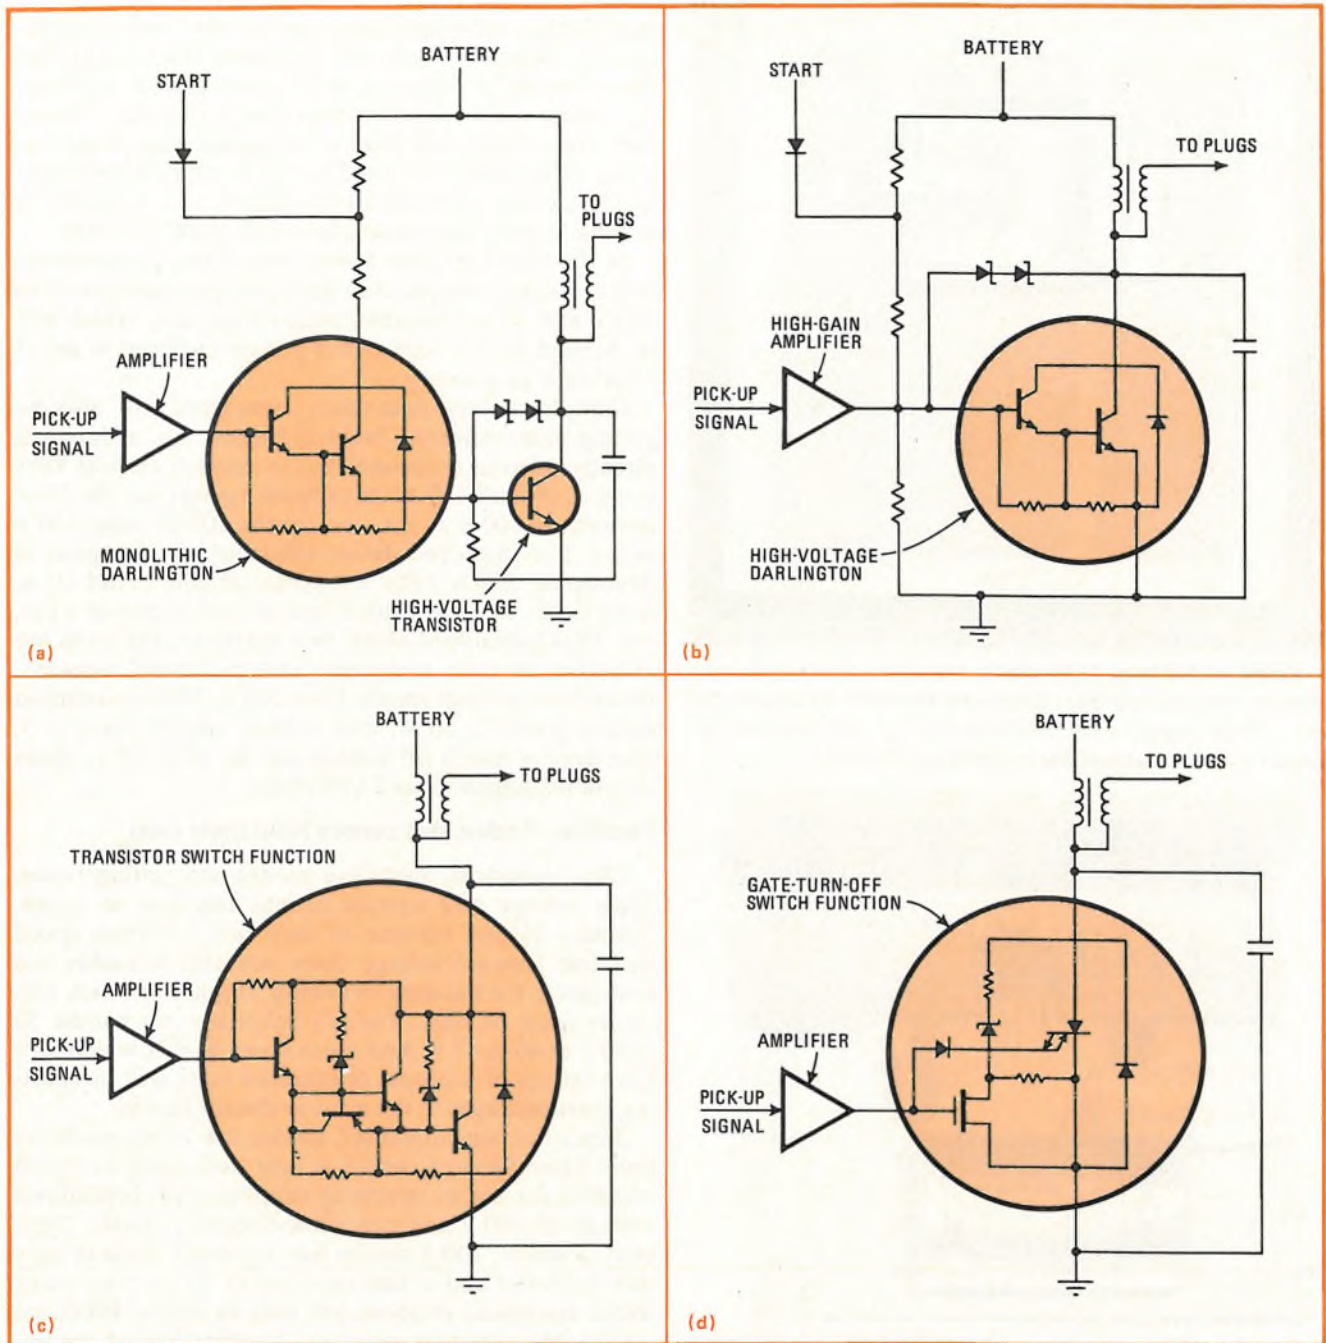 BATTERY
START
TO
PLUGS
AMPLIFIER
PICK-UP
SIGNAL
MONOLITHIC
DARLINGTON
HIGH-VOLTAGE
TRANSISTOR
(a)
BATTERY
START
TO PLUGS
HIGH-GAIN
AMPLIFIER
PICK-UP
SIGNAL
HIGH-VOLTAGE
DARLINGTON
(b)
BATTERY
TO PLUGS
TRANSISTOR SWITCH FUNCTION
AMPLIFIER
PICK-UP
SIGNAL
(c)
BATTERY
TO PLUGS
GATE-TURN-OFF
SWITCH FUNCTION
AMPLIFIER
PICK-UP
SIGNAL
(d)